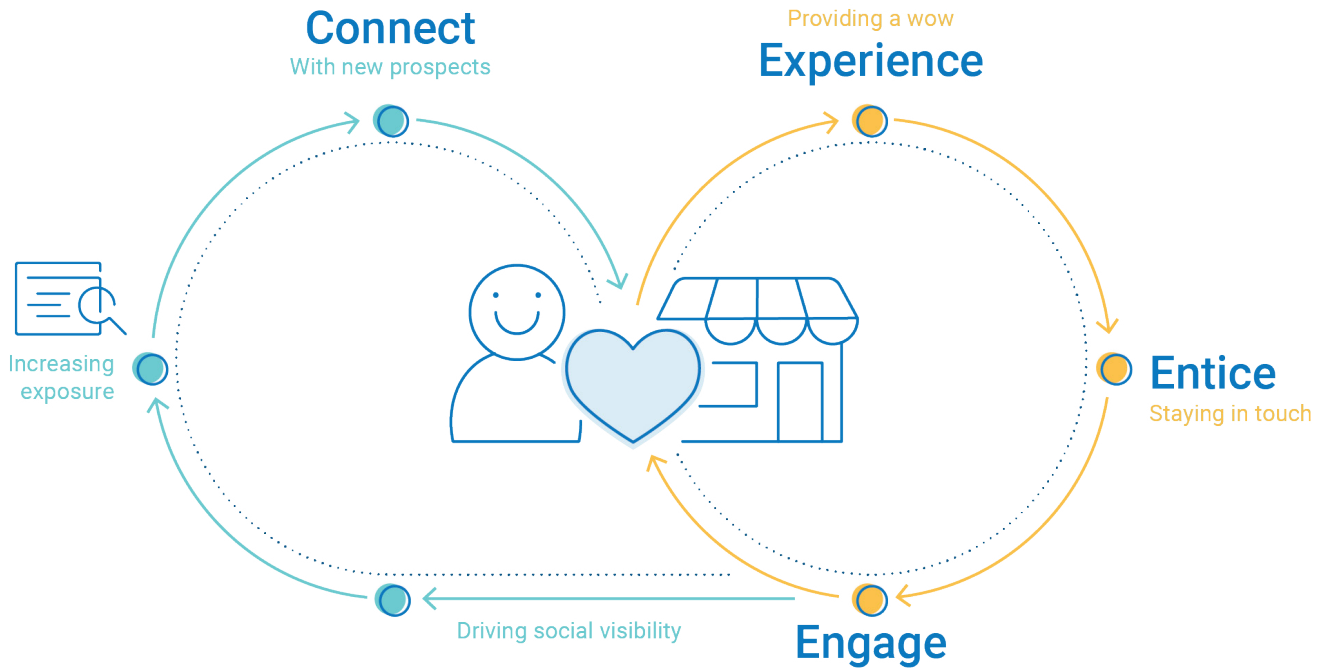 Connect
With new prospects
Providing a wow
Experience
Increasing
exposure
Entice
Staying in touch
Driving social visibility
Engage